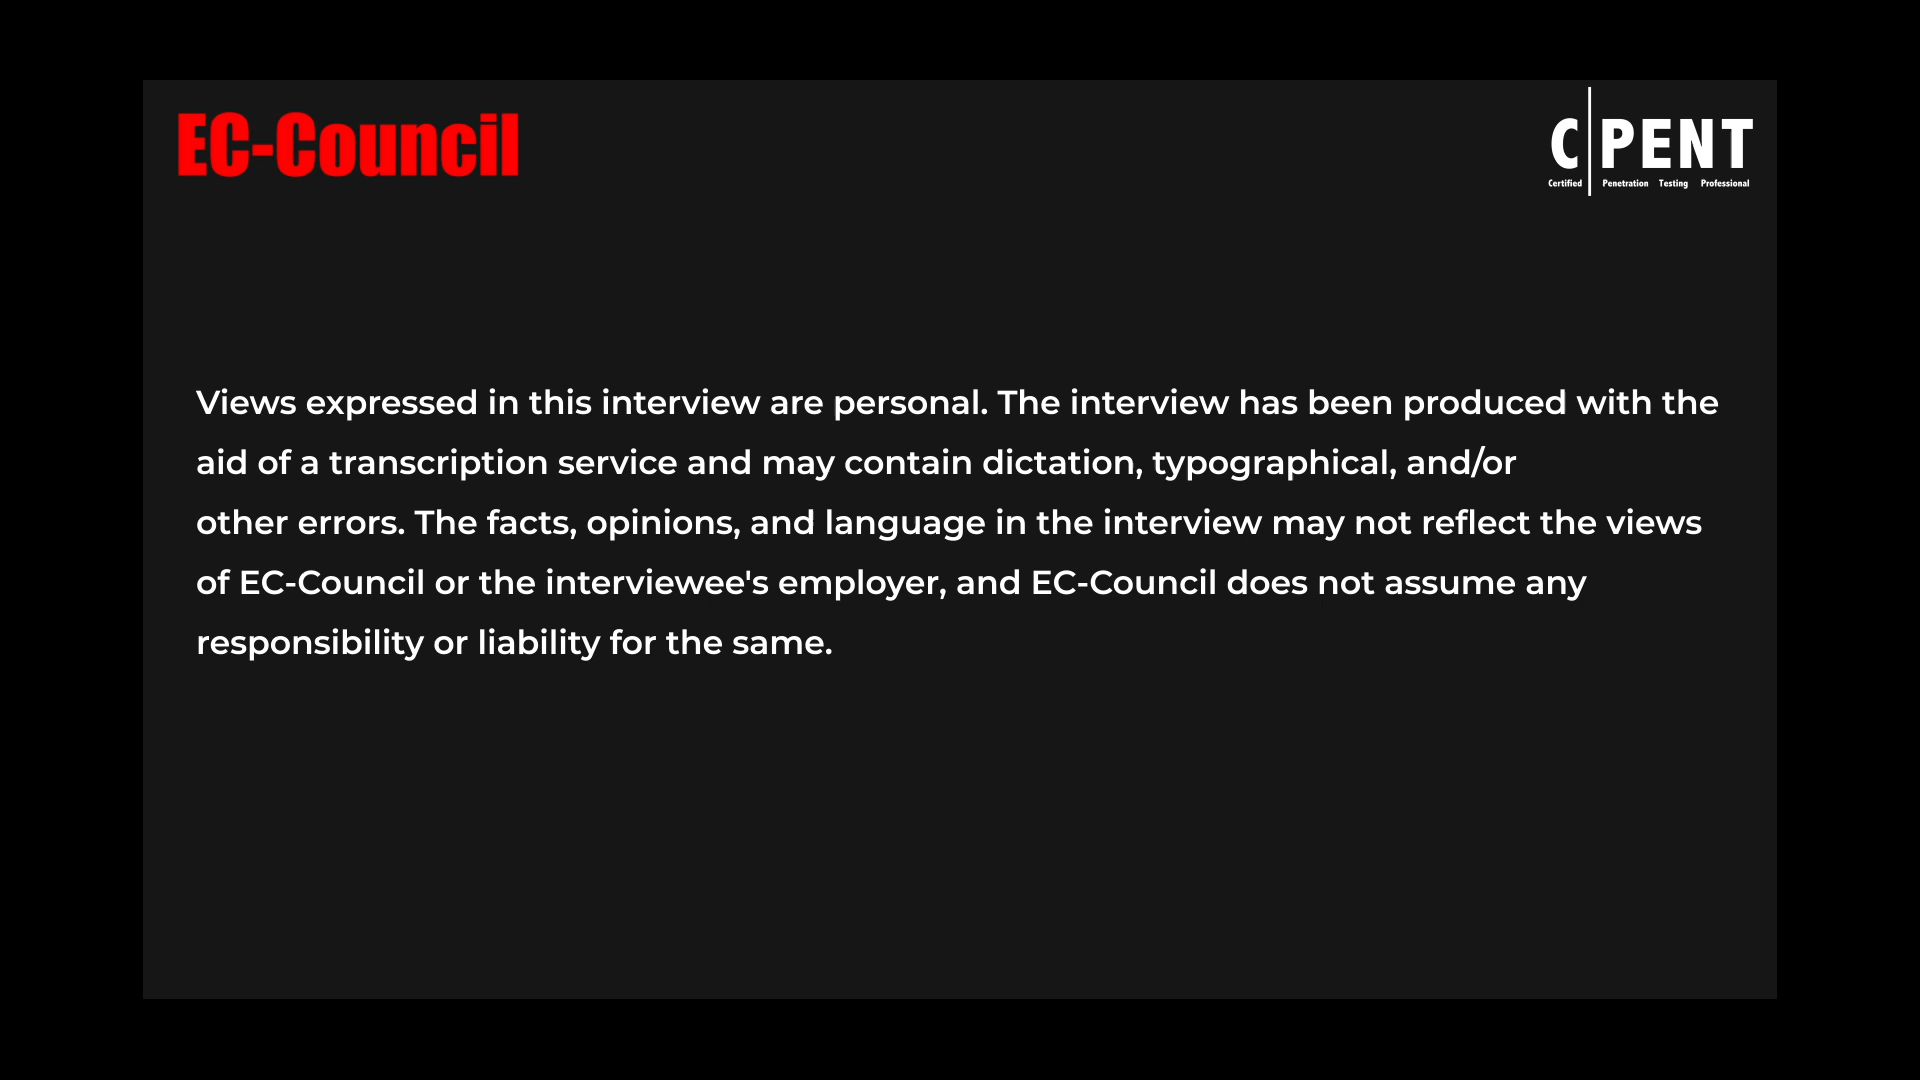 EC-Council
C|PENT
Certified Penetration Testing Professional
Views expressed in this interview are personal. The interview has been produced with the
aid of a transcription service and may contain dictation, typographical, and/or
other errors. The facts, opinions, and language in the interview may not reflect the views
of EC-Council or the interviewee's employer, and EC-Council does not assume any
responsibility or liability for the same.